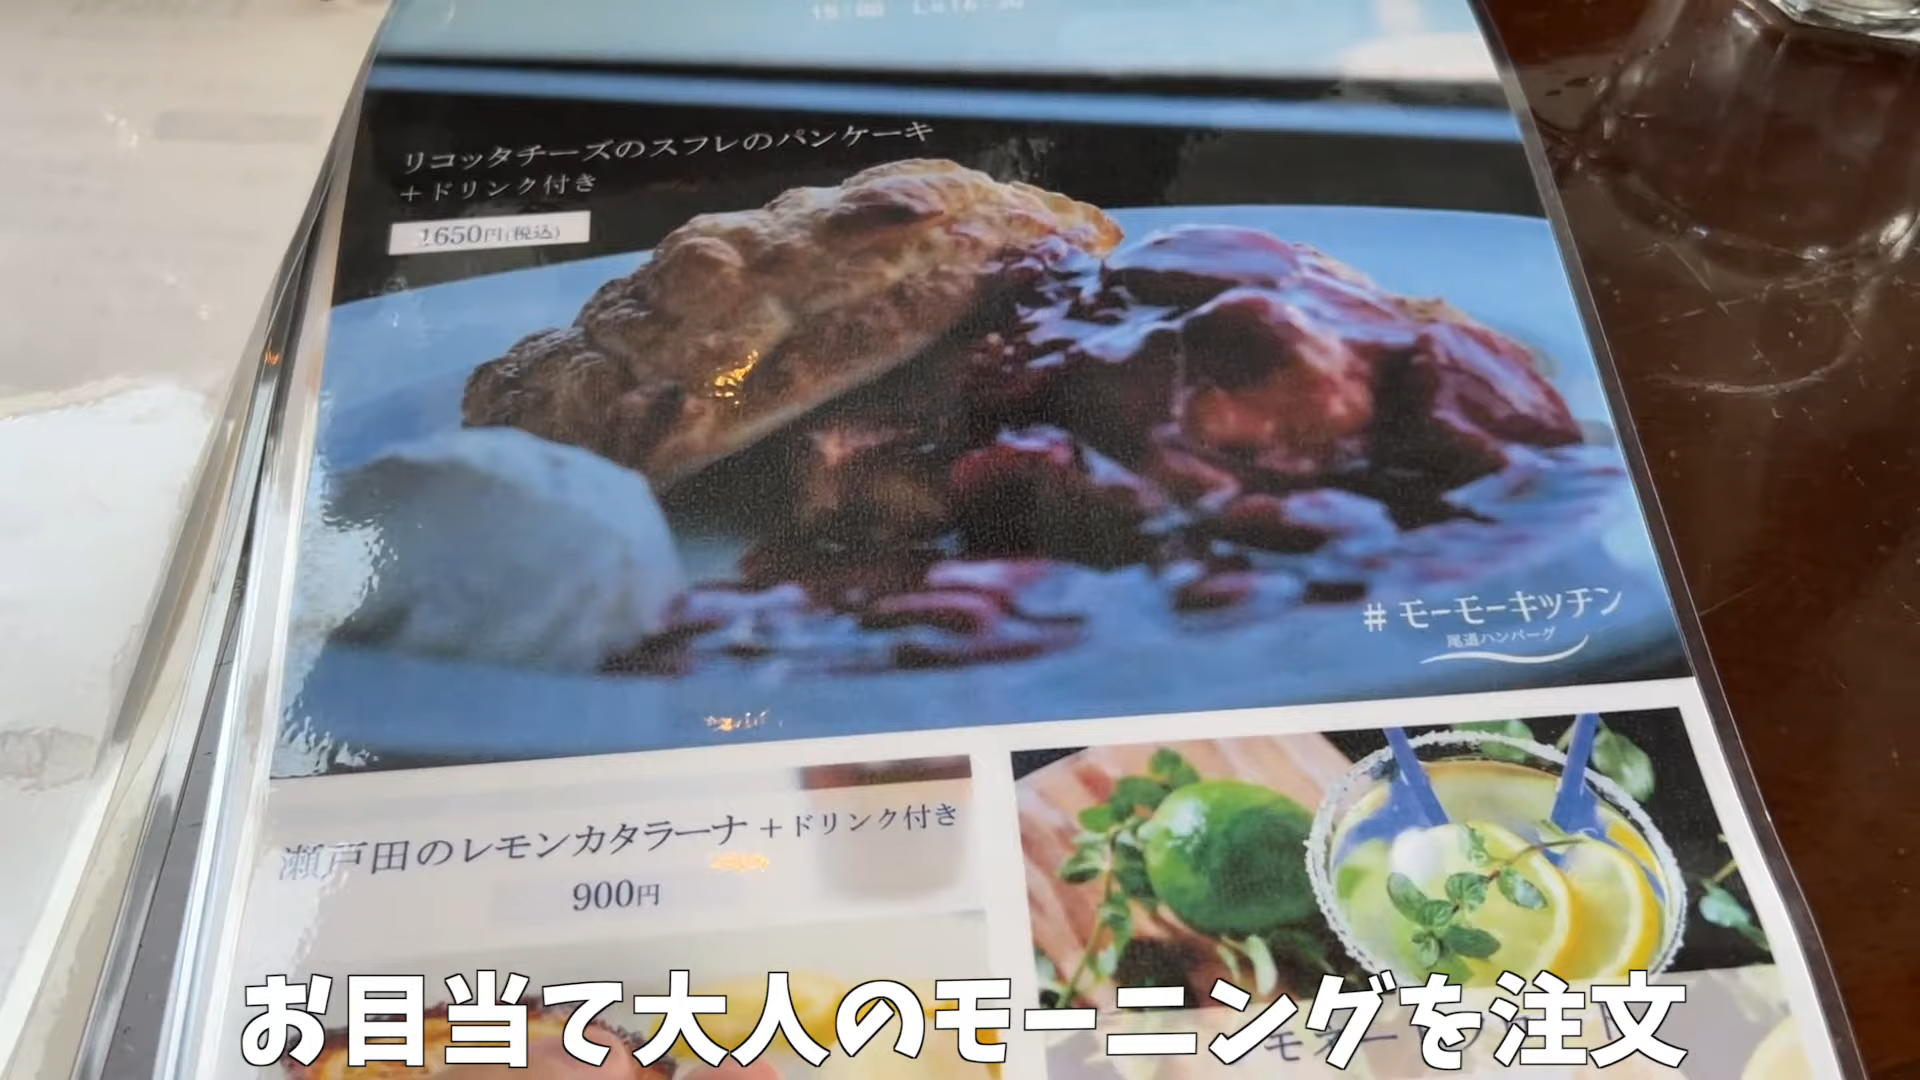 リコッタチーズのスフレのパンケーキ
＋ドリンク付き
1650円(税込)
# モーモーキッチン
尾道ハンバーグ
瀬戸田のレモンカタラーナ＋ドリンク付き
900円
お目当て大人のモーニングを注文